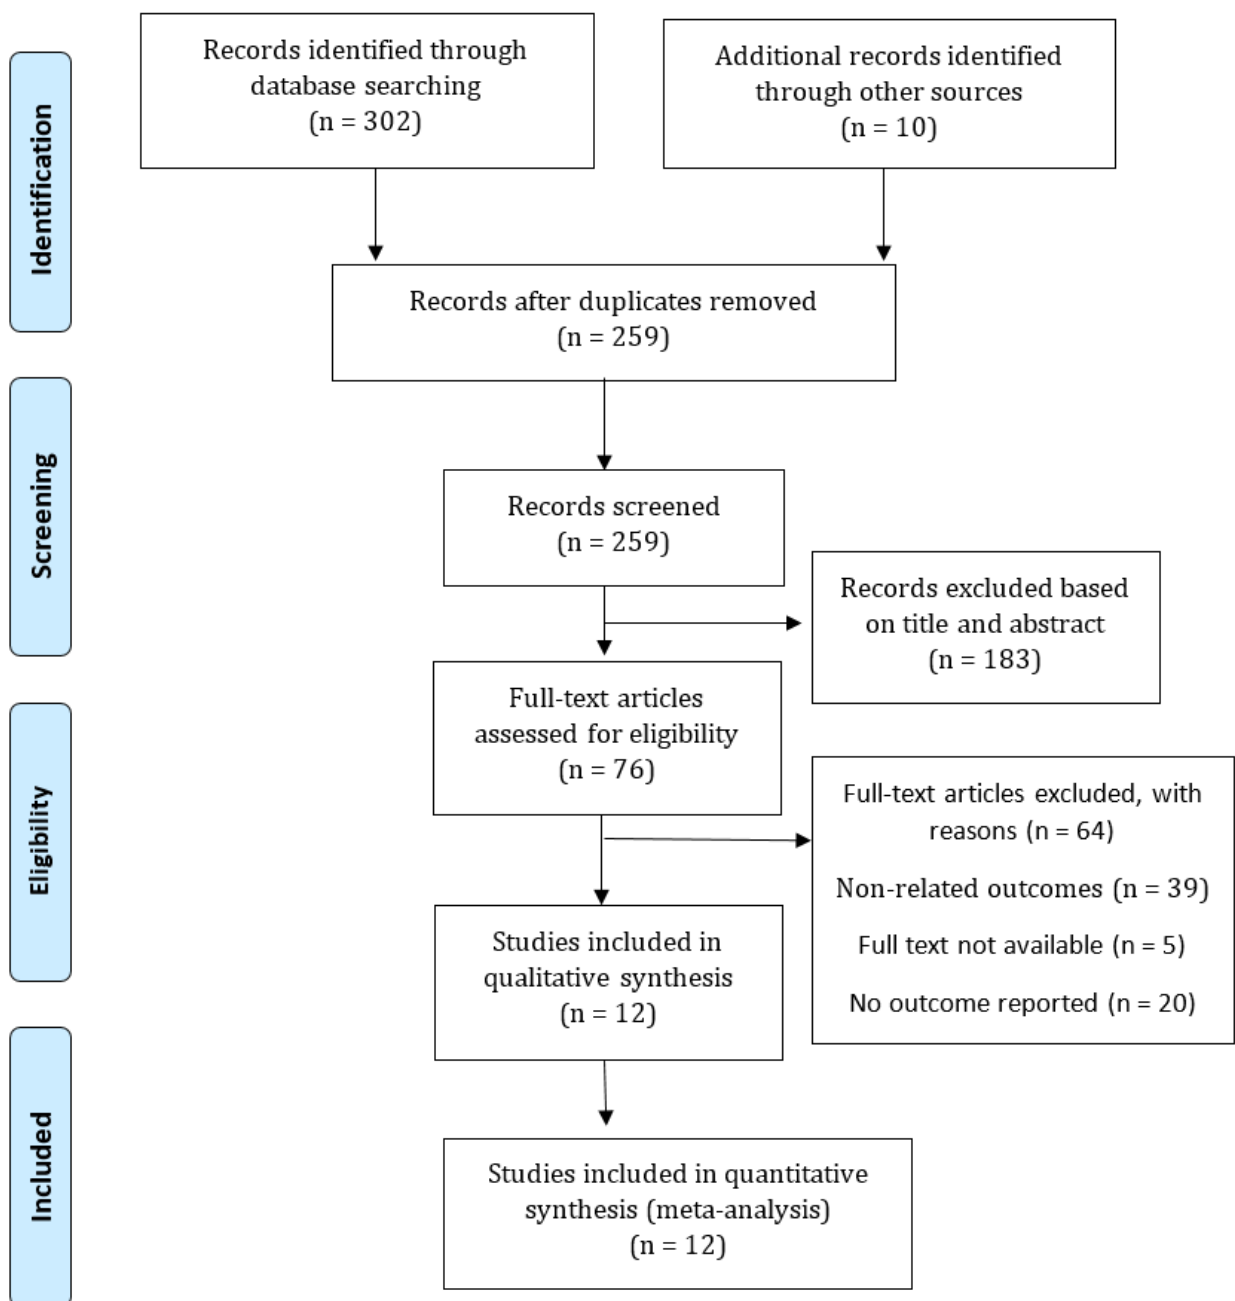 Identification
Records identified through
database searching
(n = 302)
Additional records identified
through other sources
(n = 10)
Records after duplicates removed
(n = 259)
Screening
Records screened
(n = 259)
Records excluded based
on title and abstract
(n = 183)
Eligibility
Full-text articles
assessed for eligibility
(n = 76)
Full-text articles excluded, with
reasons (n = 64)
Non-related outcomes (n = 39)
Full text not available (n = 5)
No outcome reported (n = 20)
Studies included in
qualitative synthesis
(n = 12)
Included
Studies included in quantitative
synthesis (meta-analysis)
(n = 12)